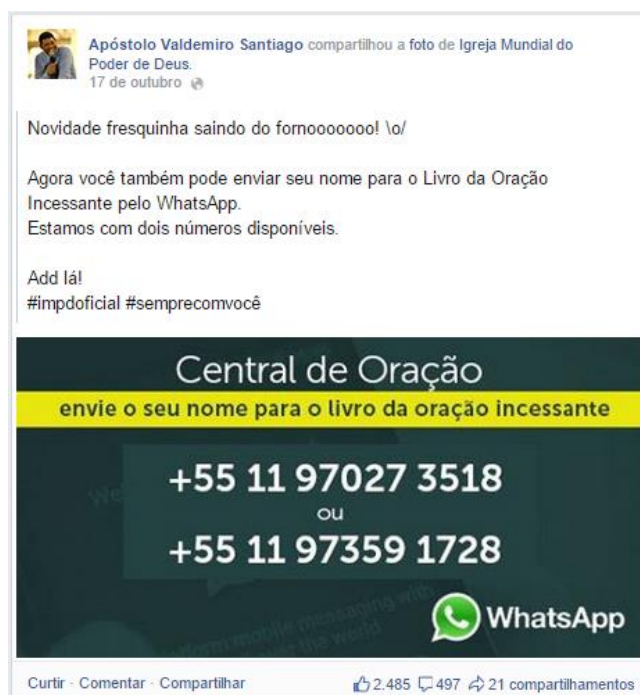 Apóstolo Valdemiro Santiago compartilhou a foto de Igreja Mundial do
Poder de Deus.
17 de outubro
Novidade fresquinha saindo do fornooooooo! \o/
Agora você também pode enviar seu nome para o Livro da Oração
Incessante pelo WhatsApp.
Estamos com dois números disponíveis.
Add lá!
#impdoficial #semprecomvocê
Central de Oração
envie o seu nome para o livro da oração incessante
+55 11 97027 3518
ou
+55 11 97359 1728
WhatsApp
Curtir · Comentar · Compartilhar 2.485 497 21 compartilhamentos